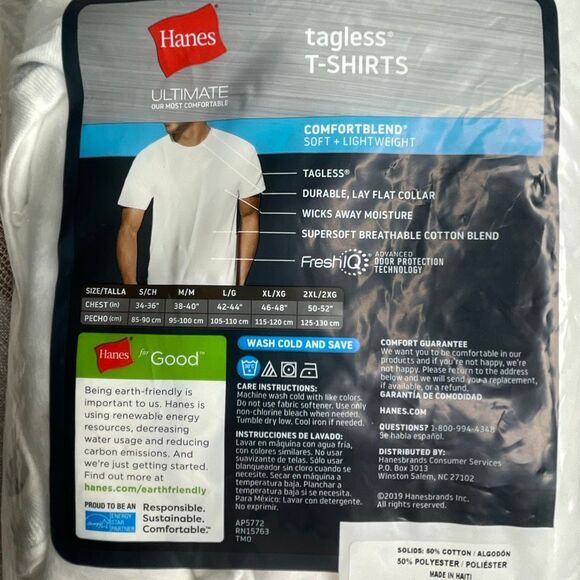 Hanes
ULTIMATE
OUR MOST COMFORTABLE
tagless®
T-SHIRTS
COMFORTBLEND®
SOFT + LIGHTWEIGHT
TAGLESS®
DURABLE, LAY FLAT COLLAR
WICKS AWAY MOISTURE
SUPERSOFT BREATHABLE COTTON BLEND
Fresh IQ ADVANCED
ODOR PROTECTION
TECHNOLOGY
SIZE/TALLA S/CH M/M L/G XL/XG 2XL/2XG
CHEST (in) 34-36" 38-40" 42-44" 46-48" 50-52"
PECHO (cm) 85-90 cm 95-100 cm 105-110 cm 115-120 cm 125-130 cm
Hanes for Good™
Being earth-friendly is
important to us. Hanes is
using renewable energy
resources, decreasing
water usage and reducing
carbon emissions. And
we're just getting started.
Find out more at
hanes.com/earthfriendly
PROUD TO BE AN
ENERGY
STAR
PARTNER
Responsible.
Sustainable.
Comfortable.™
WASH COLD AND SAVE
CARE INSTRUCTIONS:
Machine wash cold with like colors.
Do not use fabric softener. Use only
non-chlorine bleach when needed.
Tumble dry low. Cool iron if needed.
INSTRUCCIONES DE LAVADO:
Lavar en máquina con agua fría,
con colores similares. No usar
suavizante de telas. Sólo usar
blanqueador sin cloro cuando se
necesite. Secar en máquina a
temperatura baja. Planchar a
temperatura baja si se necesita.
Para México: Lavar con detergente.
No exprimir.
AP5772
RN15763
TMO
COMFORT GUARANTEE
We want you to be comfortable in our
products and if you're not happy, we're
not happy. Please return to the address
below and we will send you a replacement,
if available, or a refund.
GARANTÍA DE COMODIDAD
HANES.COM
QUESTIONS? 1-800-994-4348
Se habla español.
DISTRIBUTED BY:
Hanesbrands Consumer Services
P.O. Box 3013
Winston Salem, NC 27102
©2019 Hanesbrands Inc.
All rights reserved.
SOLIDS: 50% COTTON / ALGODÓN
50% POLYESTER / POLIÉSTER
MADE IN HAITI